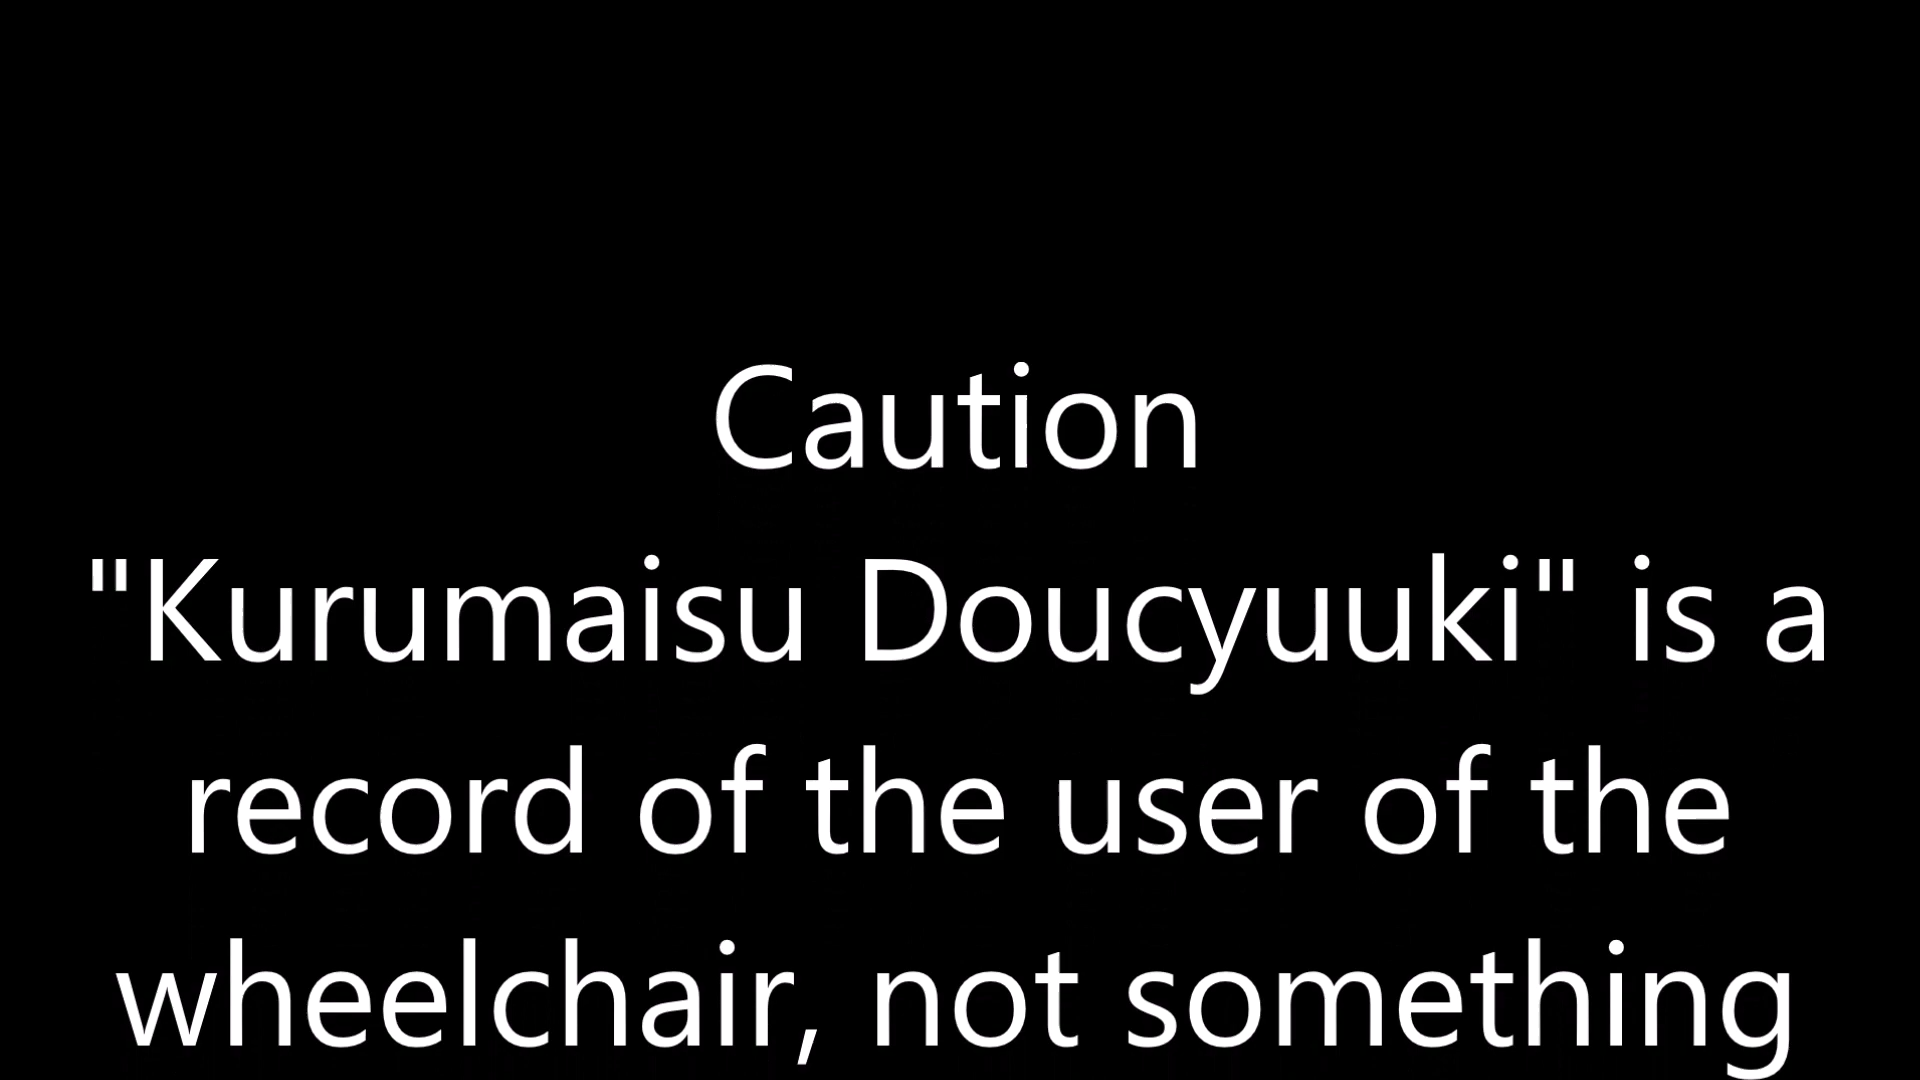 Caution
"Kurumaisu Doucyuuki" is a
record of the user of the
wheelchair, not something